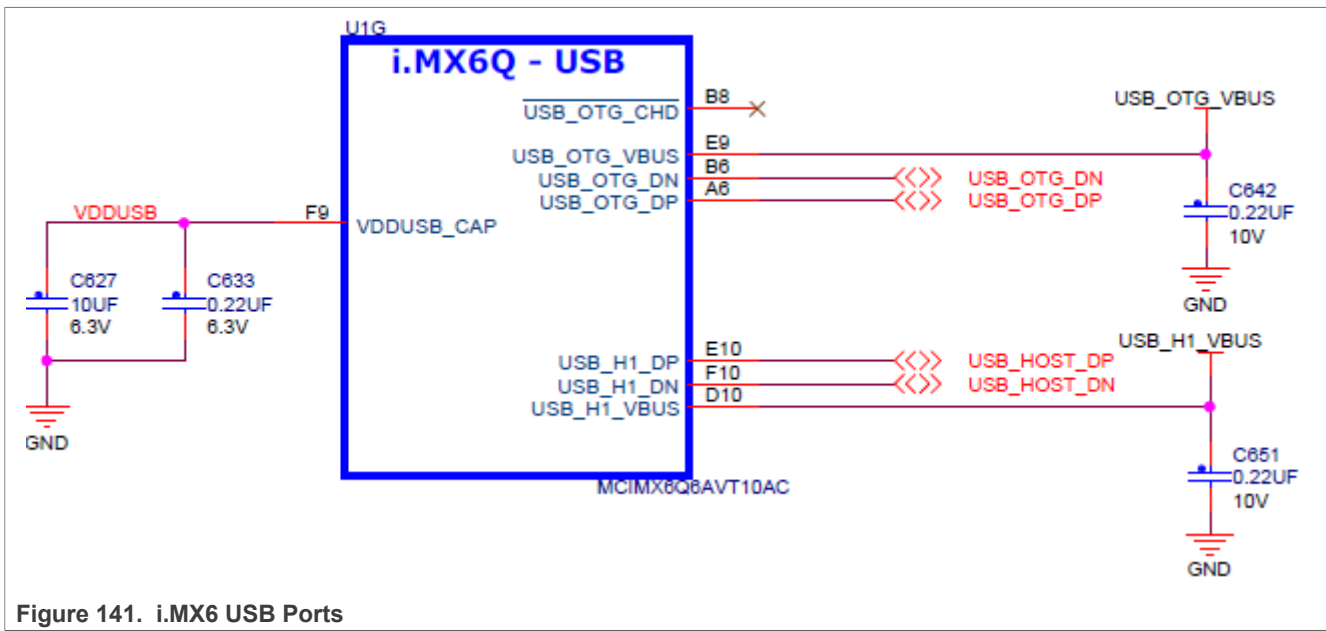 U1G
i.MX6Q - USB
USB_OTG_CHD
B8
USB_OTG_VBUS
USB_OTG_VBUS
E9
USB_OTG_DN
B6
USB_OTG_DN
USB_OTG_DP
A6
USB_OTG_DP
C642
0.22UF
10V
GND
VDDUSB
F9
VDDUSB_CAP
C627
10UF
6.3V
C633
0.22UF
6.3V
GND
USB_H1_VBUS
USB_H1_DP
E10
USB_HOST_DP
USB_H1_DN
F10
USB_HOST_DN
USB_H1_VBUS
D10
C651
0.22UF
10V
GND
MCIMX6Q6AVT10AC
Figure 141. i.MX6 USB Ports